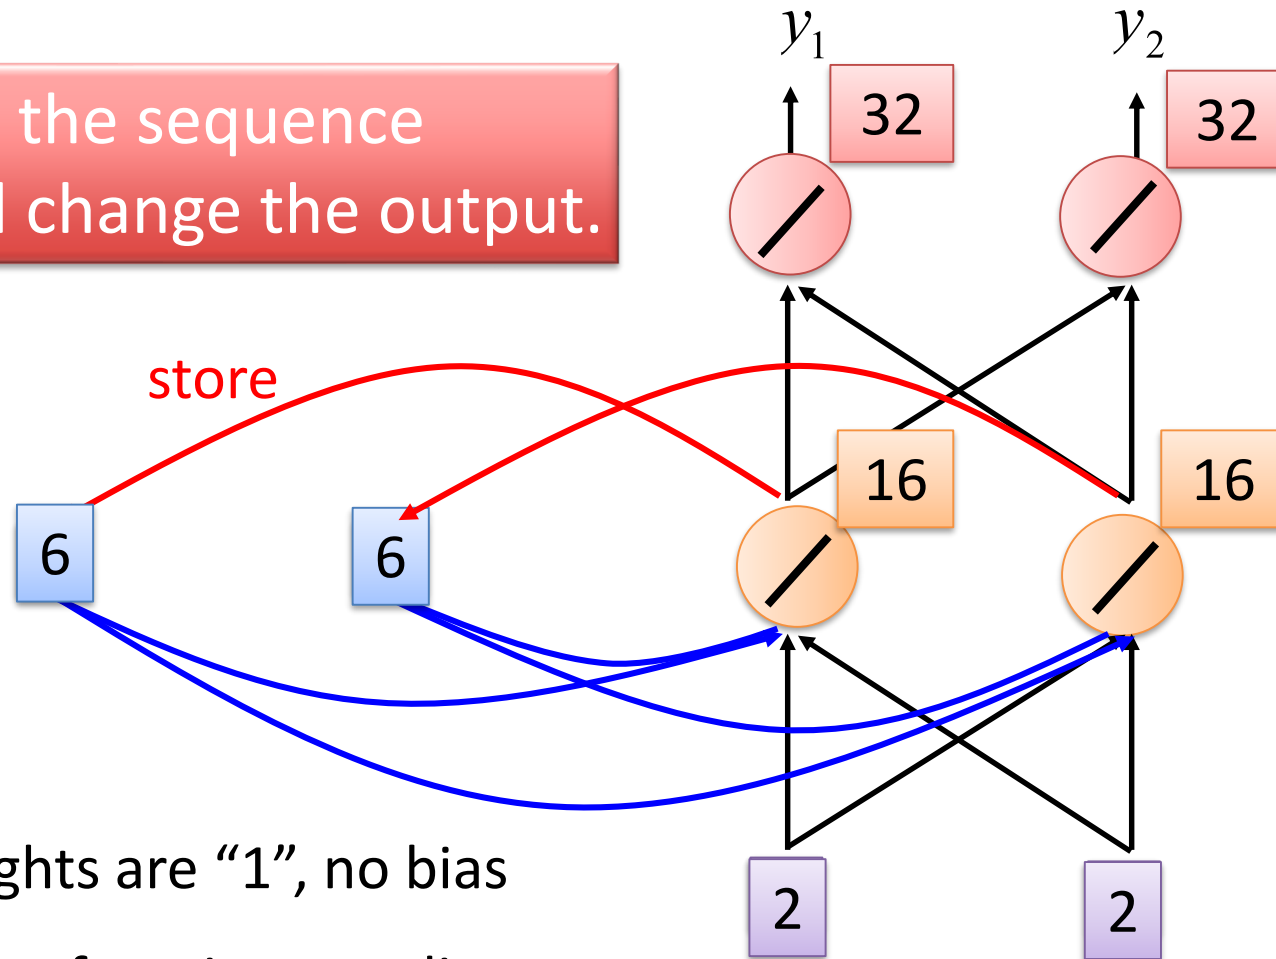 y1
y2
32
32
the sequence
change the output.
store
16
16
6
6
are “1”, no bias
2
2